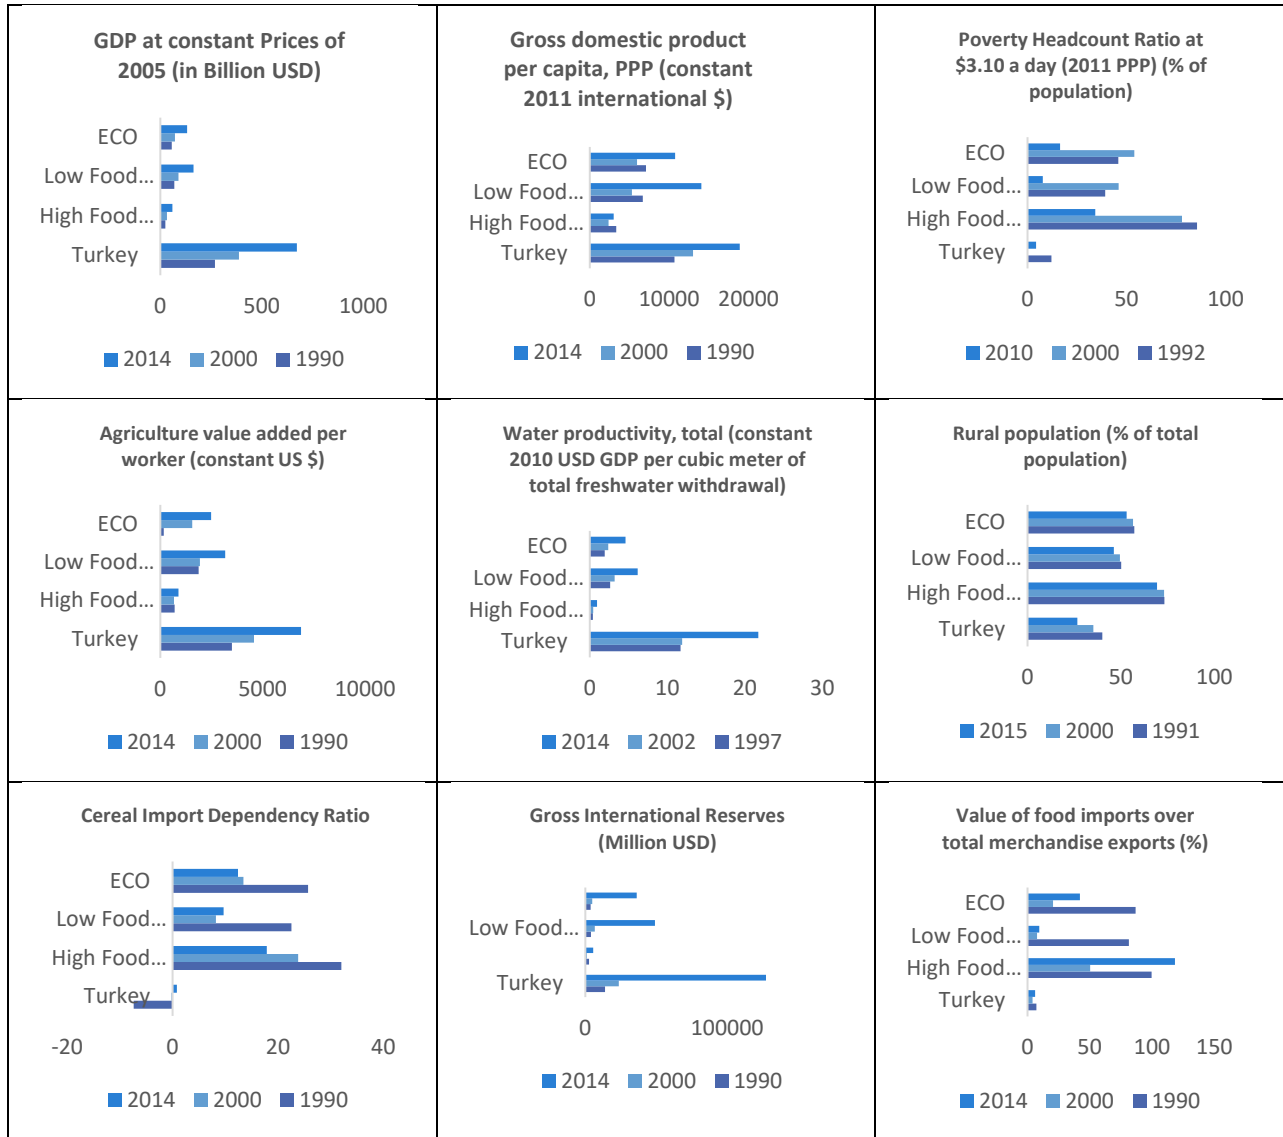 GDP at constant Prices of
2005 (in Billion USD)
ECO
Low Food...
High Food...
Turkey
0 500 1000
2014 2000 1990
Gross domestic product
per capita, PPP (constant
2011 international $)
ECO
Low Food...
High Food...
Turkey
0 10000 20000
2014 2000 1990
Poverty Headcount Ratio at
$3.10 a day (2011 PPP) (% of
population)
ECO
Low Food...
High Food...
Turkey
0 50 100
2010 2000 1992
Agriculture value added per
worker (constant US $)
ECO
Low Food...
High Food...
Turkey
0 5000 10000
2014 2000 1990
Water productivity, total (constant
2010 USD GDP per cubic meter of
total freshwater withdrawal)
ECO
Low Food...
High Food...
Turkey
0 10 20 30
2014 2002 1997
Rural population (% of total
population)
ECO
Low Food...
High Food...
Turkey
0 50 100
2015 2000 1991
Cereal Import Dependency Ratio
ECO
Low Food...
High Food...
Turkey
-20 0 20 40
2014 2000 1990
Gross International Reserves
(Million USD)
Low Food...
Turkey
0 100000
2014 2000 1990
Value of food imports over
total merchandise exports (%)
ECO
Low Food...
High Food...
Turkey
0 50 100 150
2014 2000 1990